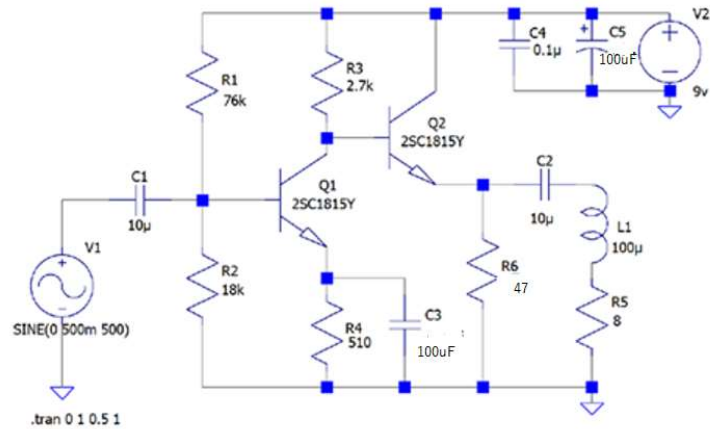 V2
C4
0.1µ
C5
100uF
9v
R1
76k
R3
2.7k
Q2
2SC1815Y
C1
10µ
Q1
2SC1815Y
C2
10µ
V1
L1
100µ
R2
18k
R6
47
SINE(0 500m 500)
R4
510
C3
100uF
R5
8
.tran 0 1 0.5 1